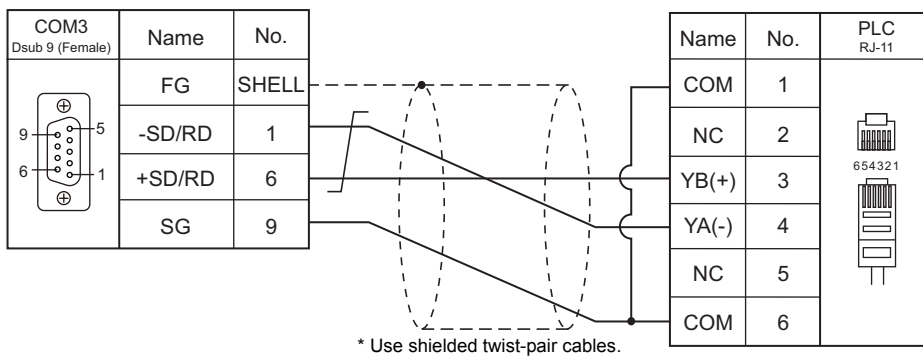 COM3
Dsub 9 (Female)
Name
No.
FG
SHELL
-SD/RD
1
+SD/RD
6
SG
9
9
5
6
1
Name
No.
PLC
RJ-11
COM
1
NC
2
YB(+)
3
YA(-)
4
NC
5
COM
6
654321
* Use shielded twist-pair cables.